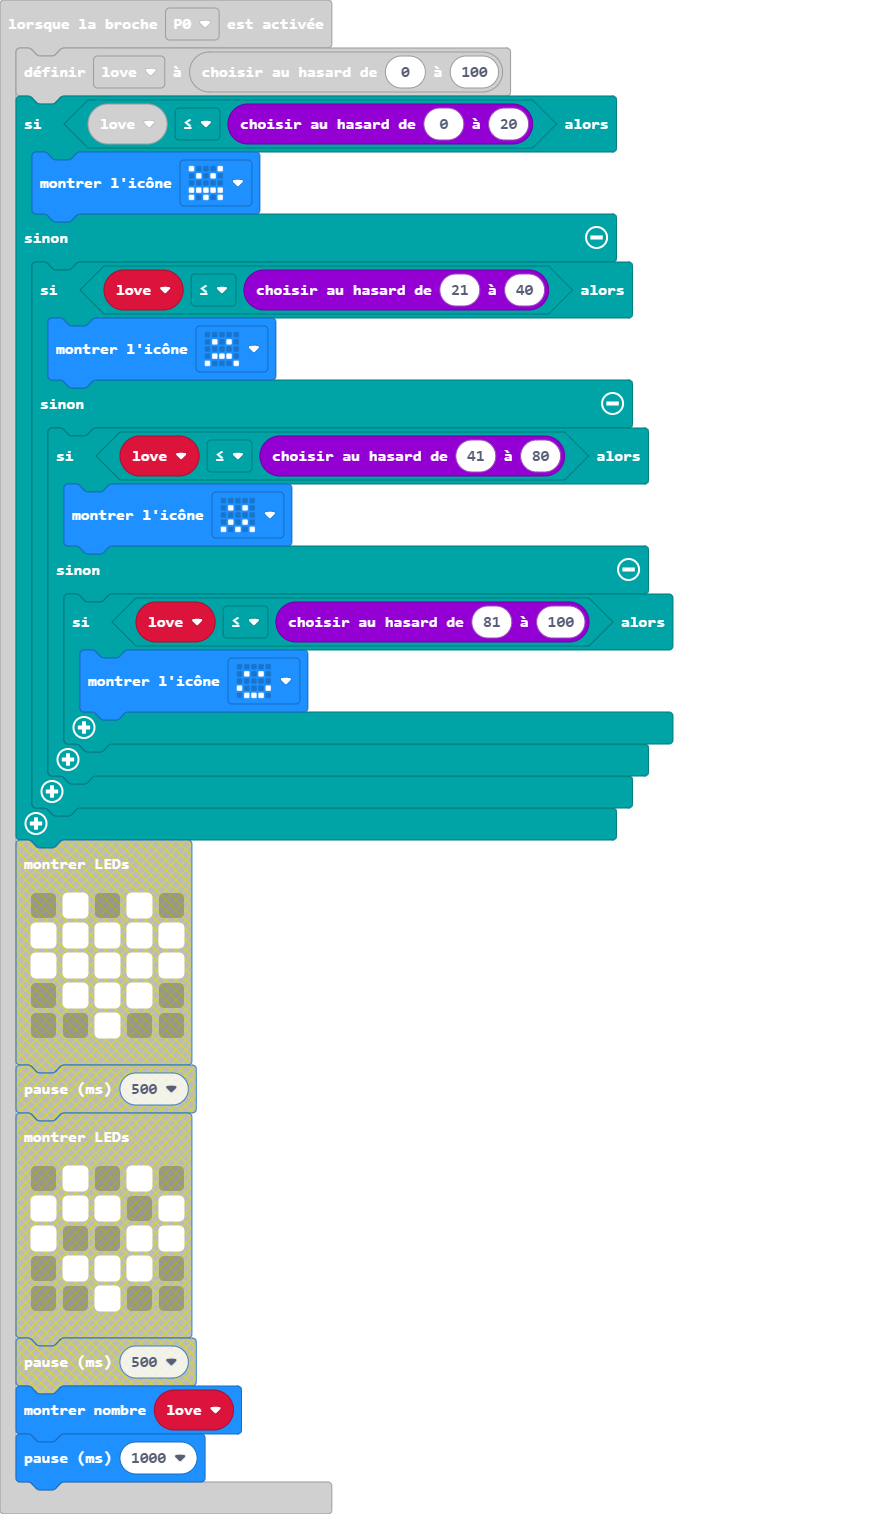 lorsque la broche P0 est activée
définir love à choisir au hasard de 0 à 100
si love ≤ choisir au hasard de 0 à 20 alors
montrer l'icône
sinon
si love ≤ choisir au hasard de 21 à 40 alors
montrer l'icône
sinon
si love ≤ choisir au hasard de 41 à 80 alors
montrer l'icône
sinon
si love ≤ choisir au hasard de 81 à 100 alors
montrer l'icône
montrer LEDs
pause (ms) 500
montrer LEDs
pause (ms) 500
montrer nombre love
pause (ms) 1000